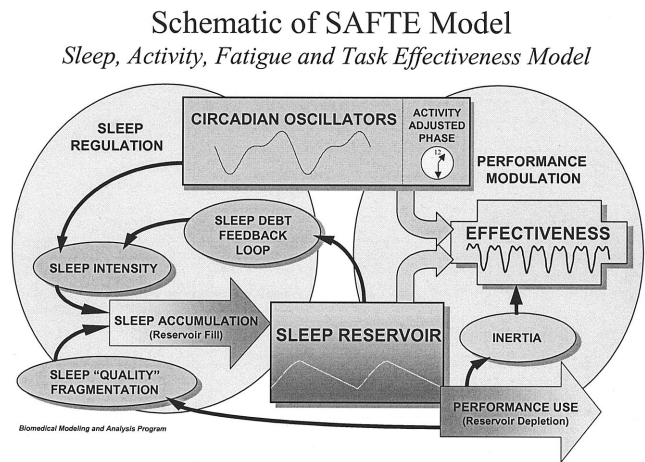 Schematic of SAFTE Model
Sleep, Activity, Fatigue and Task Effectiveness Model
CIRCADIAN OSCILLATORS
ACTIVITY
ADJUSTED
PHASE
12
SLEEP
REGULATION
PERFORMANCE
MODULATION
SLEEP DEBT
FEEDBACK
LOOP
EFFECTIVENESS
SLEEP INTENSITY
SLEEP ACCUMULATION
(Reservoir Fill)
SLEEP RESERVOIR
INERTIA
SLEEP “QUALITY”
FRAGMENTATION
PERFORMANCE USE
(Reservoir Depletion)
Biomedical Modeling and Analysis Program